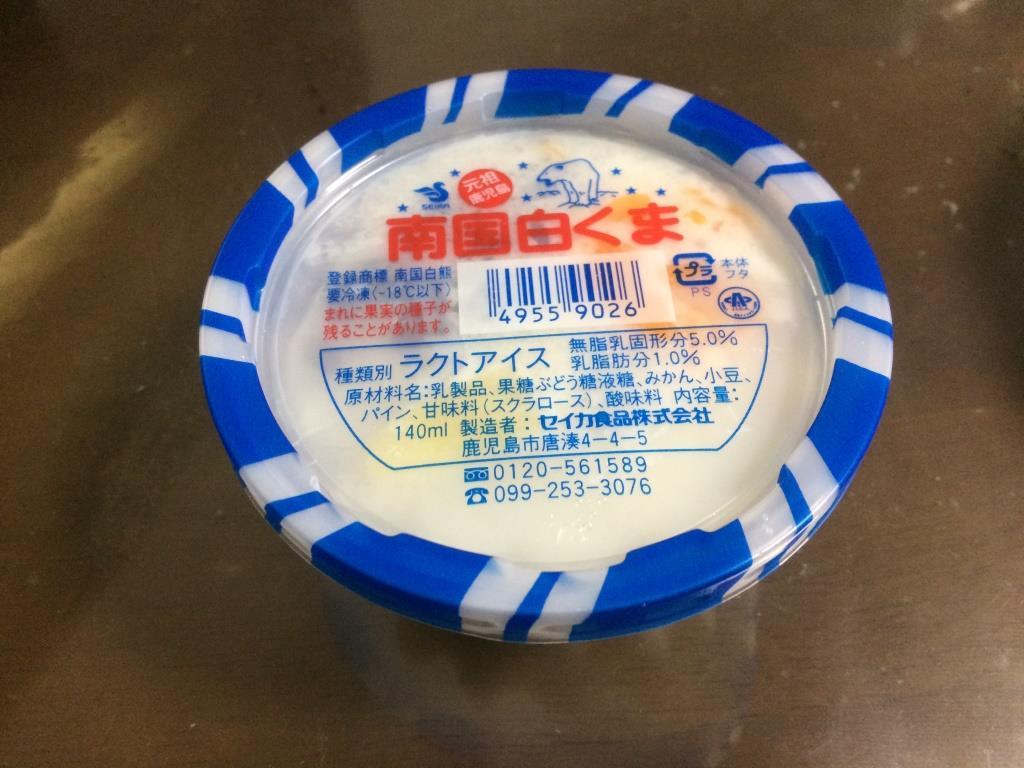 SEIKA
元祖
鹿児島
南国白くま
登録商標 南国白熊
要冷凍(-18℃以下)
まれに果実の種子が
残ることがあります。
4955 9026
プラ
PS
本体
フタ
種類別 ラクトアイス
無脂乳固形分5.0%
乳脂肪分1.0%
原材料名:乳製品、果糖ぶどう糖液糖、みかん、小豆、
パイン、甘味料(スクラロース)、酸味料 内容量:
140ml 製造者:セイカ食品株式会社
鹿児島市唐湊4-4-5
0120-561589
099-253-3076